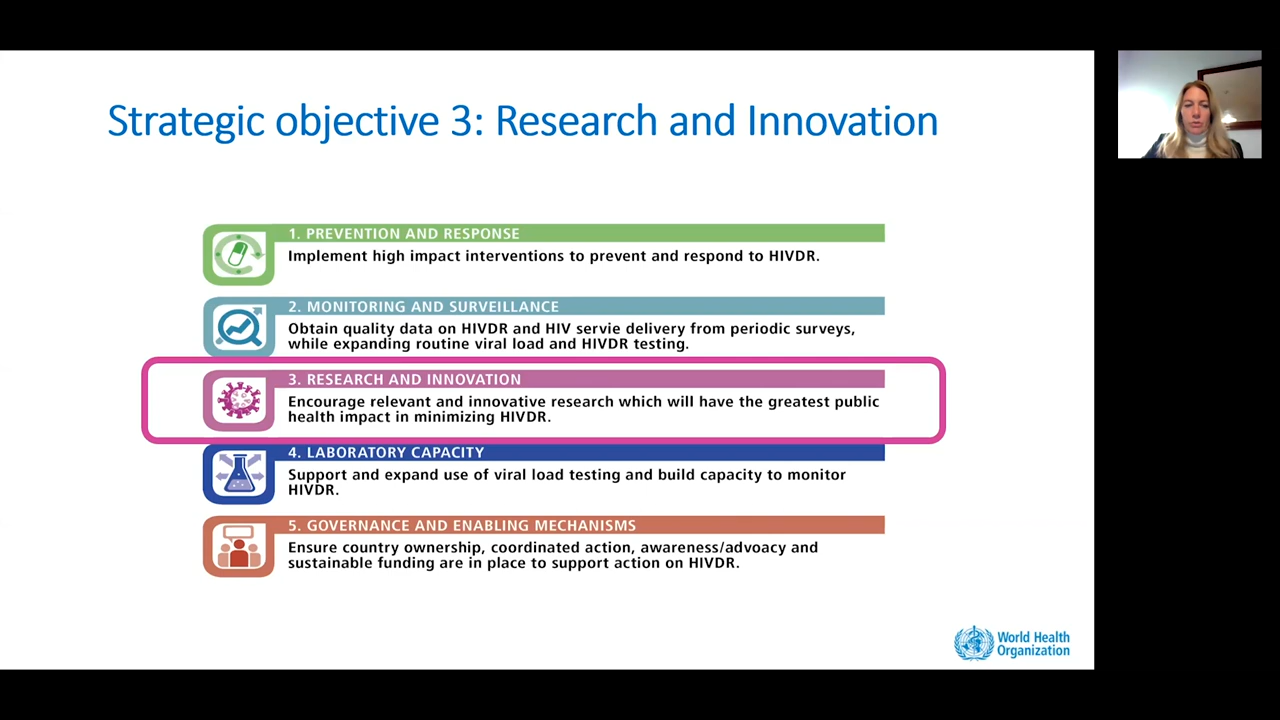 Strategic objective 3: Research and Innovation
1. PREVENTION AND RESPONSE
Implement high impact interventions to prevent and respond to HIVDR.
2. MONITORING AND SURVEILLANCE
Obtain quality data on HIVDR and HIV servie delivery from periodic surveys,
while expanding routine viral load and HIVDR testing.
3. RESEARCH AND INNOVATION
Encourage relevant and innovative research which will have the greatest public
health impact in minimizing HIVDR.
4. LABORATORY CAPACITY
Support and expand use of viral load testing and build capacity to monitor
HIVDR.
5. GOVERNANCE AND ENABLING MECHANISMS
Ensure country ownership, coordinated action, awareness/advoacy and
sustainable funding are in place to support action on HIVDR.
World Health
Organization